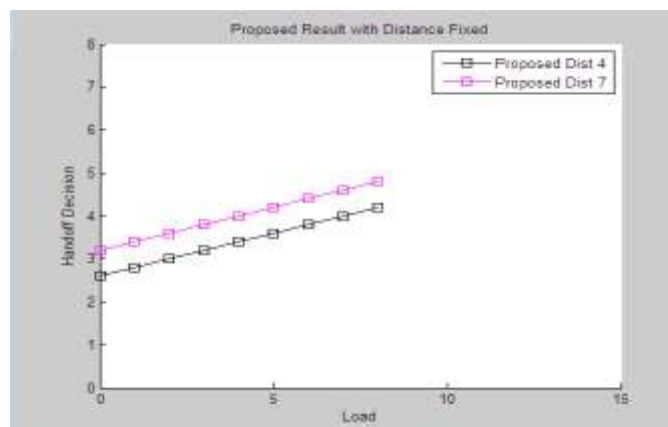 Proposed Result with Distance Fixed
8
7
6
5
4
3
2
1
0
Handoff Decision
Proposed Dist 4
Proposed Dist 7
0 5 10 15
Load